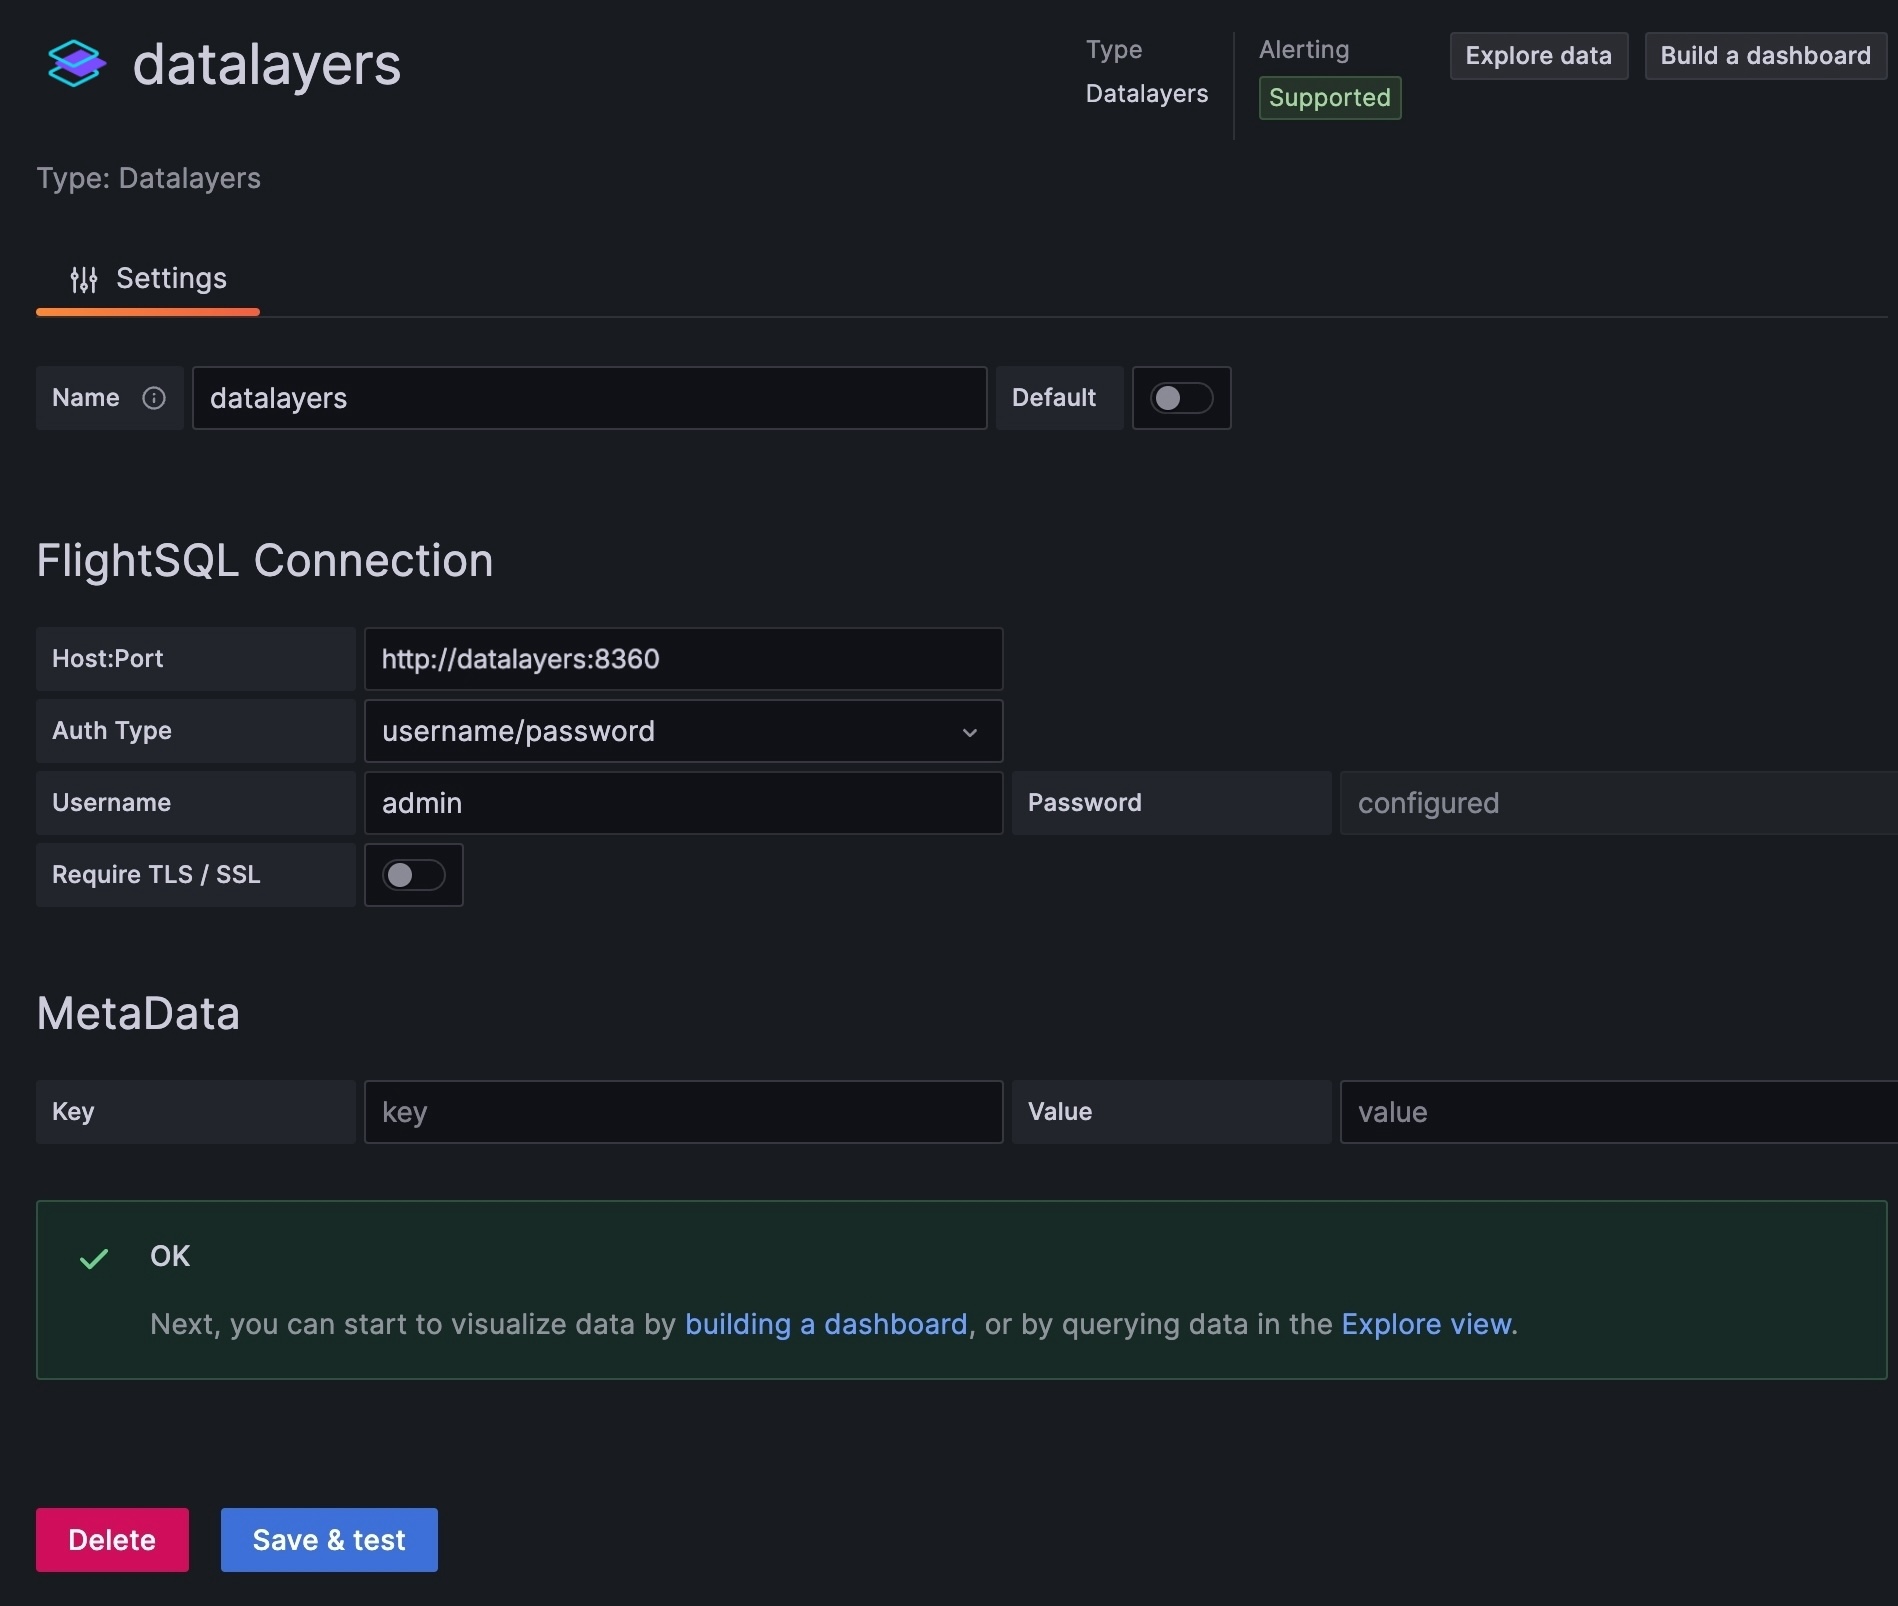 datalayers
Type
Datalayers
Alerting
Supported
Explore data
Build a dashboard
Type: Datalayers
Settings
Name
datalayers
Default
FlightSQL Connection
Host:Port
http://datalayers:8360
Auth Type
username/password
Username
admin
Password
configured
Require TLS / SSL
MetaData
Key
key
Value
value
OK
Next, you can start to visualize data by building a dashboard, or by querying data in the Explore view.
Delete
Save & test